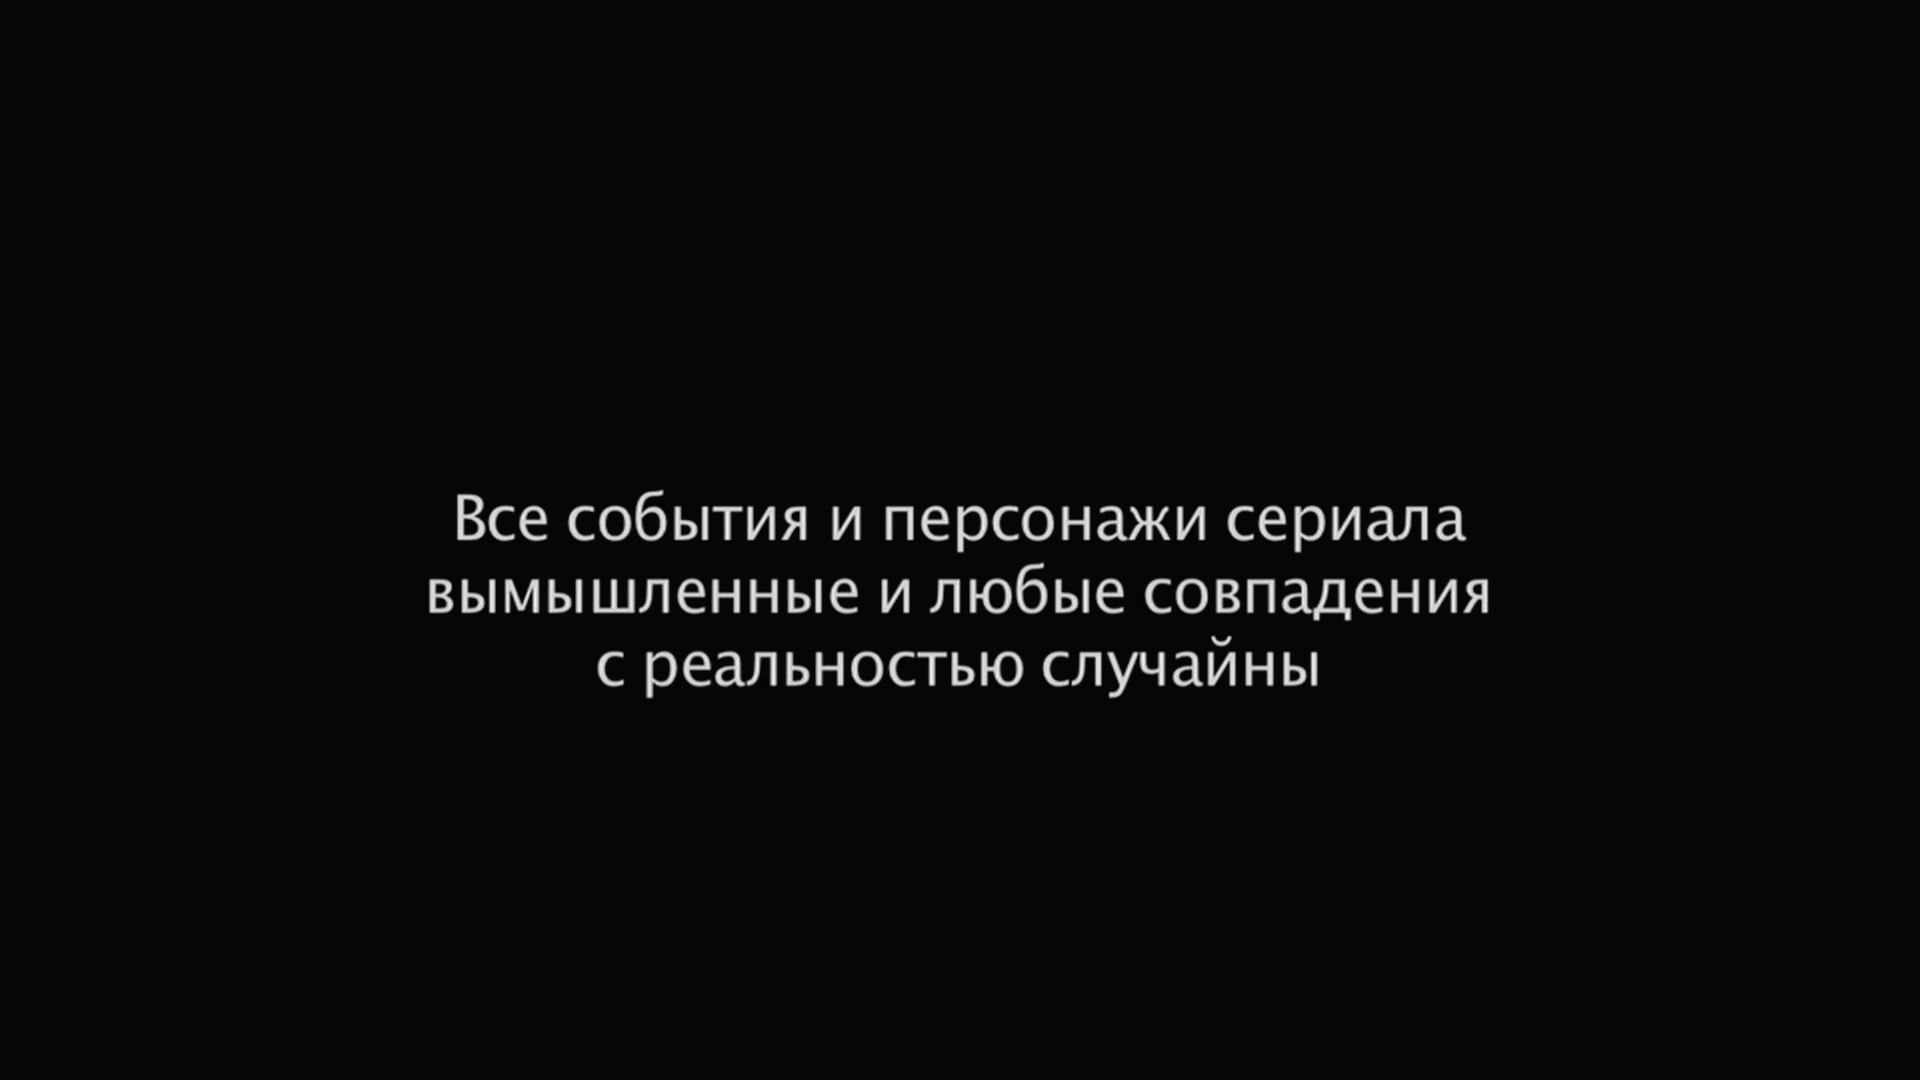 Все события и персонажи сериала
вымышленные и любые совпадения
с реальностью случайны